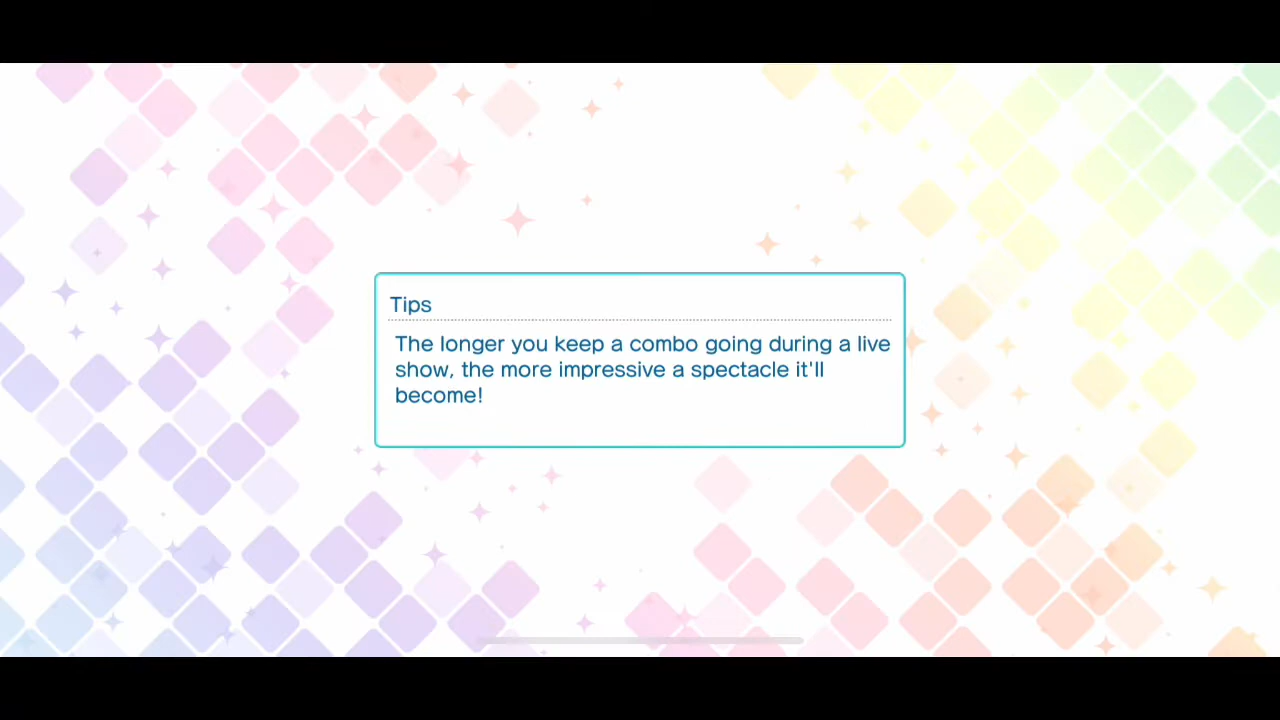 Tips
The longer you keep a combo going during a live
show, the more impressive a spectacle it'll
become!